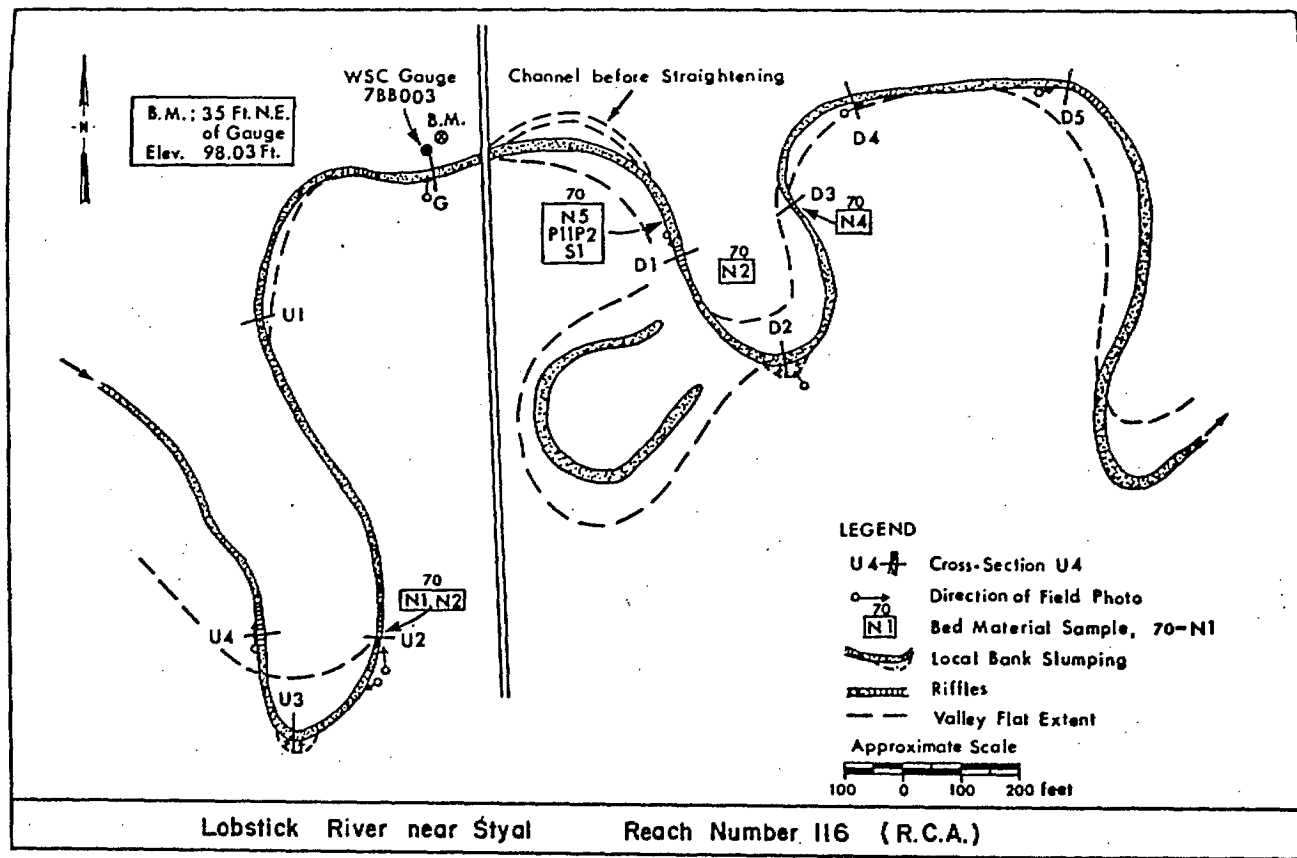 WSC Gauge
7BB003
B.M.
Channel before Straightening
N
B.M.: 35 Ft. N.E.
of Gauge
Elev. 98.03 Ft.
G
D4
D5
D3
70
N4
70
N5
P11P2
S1
D1
70
N2
D2
U1
70
N1, N2
U4
U2
U3
LEGEND
U4 Cross-Section U4
Direction of Field Photo
70
N1 Bed Material Sample, 70-N1
Local Bank Slumping
Riffles
Valley Flat Extent
Approximate Scale
100 0 100 200 feet
Lobstick River near Styal Reach Number 116 (R.C.A.)